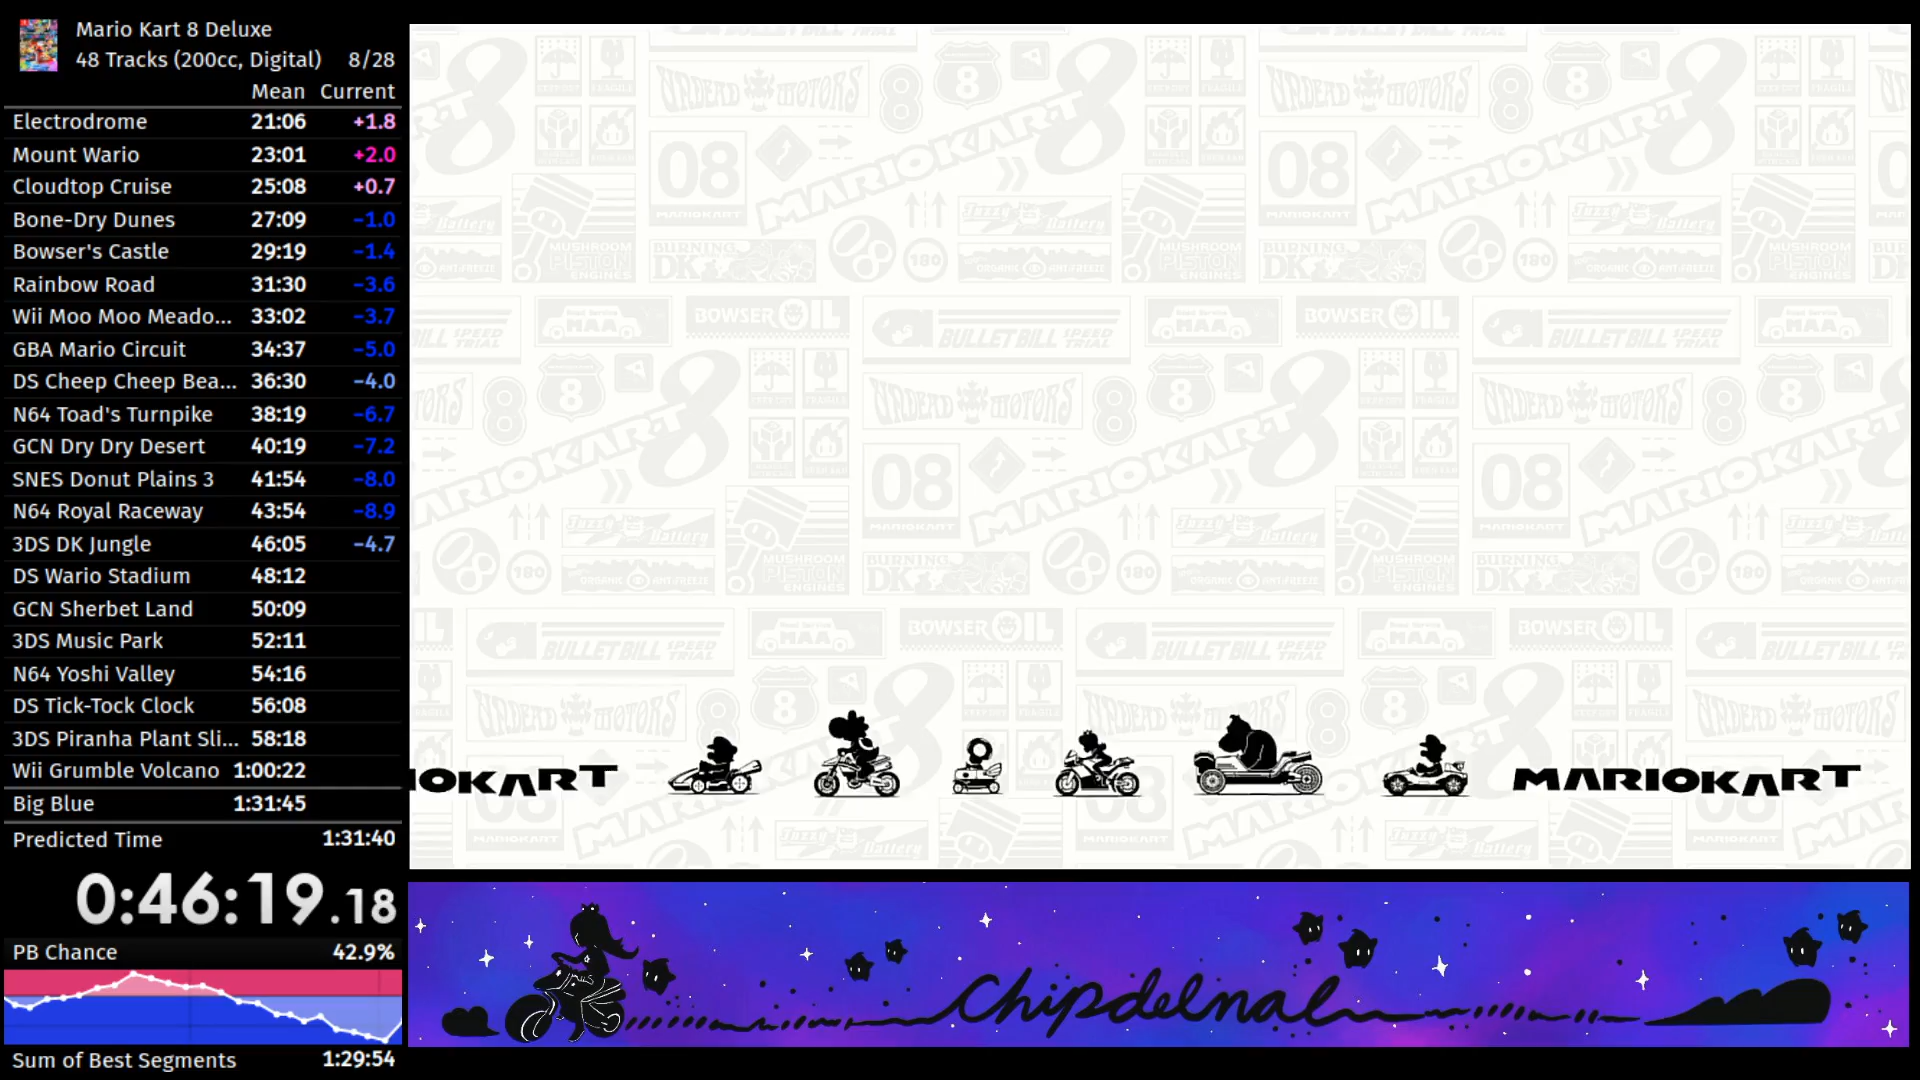 Mario Kart 8 Deluxe
48 Tracks (200cc, Digital) 8/28
Mean Current
Electrodrome 21:06 +1.8
Mount Wario 23:01 +2.0
Cloudtop Cruise 25:08 +0.7
Bone-Dry Dunes 27:09 −1.0
Bowser's Castle 29:19 −1.4
Rainbow Road 31:30 −3.6
Wii Moo Moo Meado... 33:02 −3.7
GBA Mario Circuit 34:37 −5.0
DS Cheep Cheep Bea... 36:30 −4.0
N64 Toad's Turnpike 38:19 −6.7
GCN Dry Dry Desert 40:19 −7.2
SNES Donut Plains 3 41:54 −8.0
N64 Royal Raceway 43:54 −8.9
3DS DK Jungle 46:05 −4.7
DS Wario Stadium 48:12
GCN Sherbet Land 50:09
3DS Music Park 52:11
N64 Yoshi Valley 54:16
DS Tick-Tock Clock 56:08
3DS Piranha Plant Sli... 58:18
Wii Grumble Volcano 1:00:22
Big Blue 1:31:45
Predicted Time 1:31:40
0:46:19.18
PB Chance 42.9%
Sum of Best Segments 1:29:54
IOKART MARIOKART
Chipdelnal